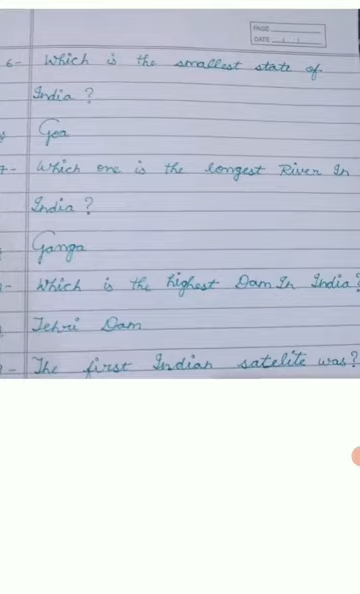 PAGE
DATE
6- Which is the smallest state of
India ?
Goa
7- Which one is the longest River In
India ?
Ganga
Which is the highest Dam In India?
Tehri Dam
The first Indian satelite was?